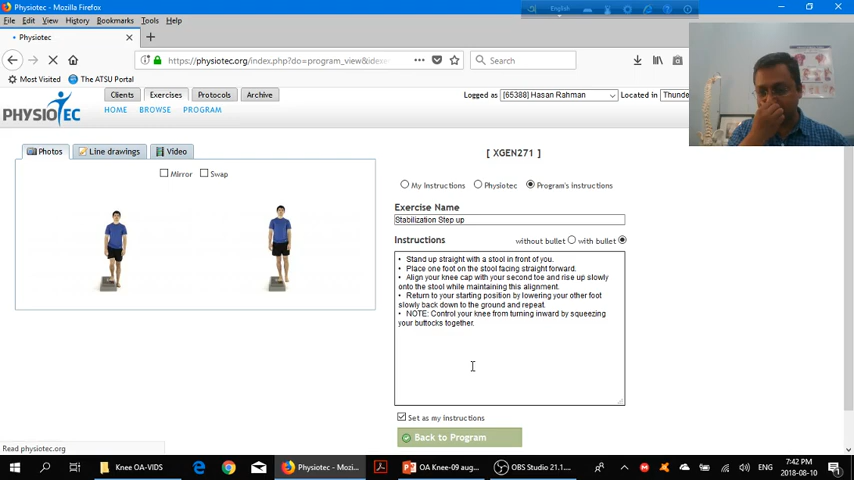 Physiotec - Mozilla Firefox
English
File Edit View History Bookmarks Tools Help
Physiotec
https://physiotec.org/index.php?do=program_view&idexe
Search
Most Visited The ATSU Portal
PHYSIOTEC
Clients Exercises Protocols Archive
Logged as [65388] Hasan Rahman Located in Thunde
HOME BROWSE PROGRAM
Photos Line drawings Video
[ XGEN271 ]
Mirror Swap
My Instructions Physiotec Program's instructions
Exercise Name
Stabilization Step up
Instructions without bullet with bullet
• Stand up straight with a stool in front of you.
• Place one foot on the stool facing straight forward.
• Align your knee cap with your second toe and rise up slowly
onto the stool while maintaining this alignment.
• Return to your starting position by lowering your other foot
slowly back down to the ground and repeat.
• NOTE: Control your knee from turning inward by squeezing
your buttocks together.
Set as my instructions
Back to Program
Read physiotec.org
Knee OA-VIDS
Physiotec - Mozi...
OA Knee-09 aug...
OBS Studio 21.1....
ENG
7:42 PM
2018-08-10